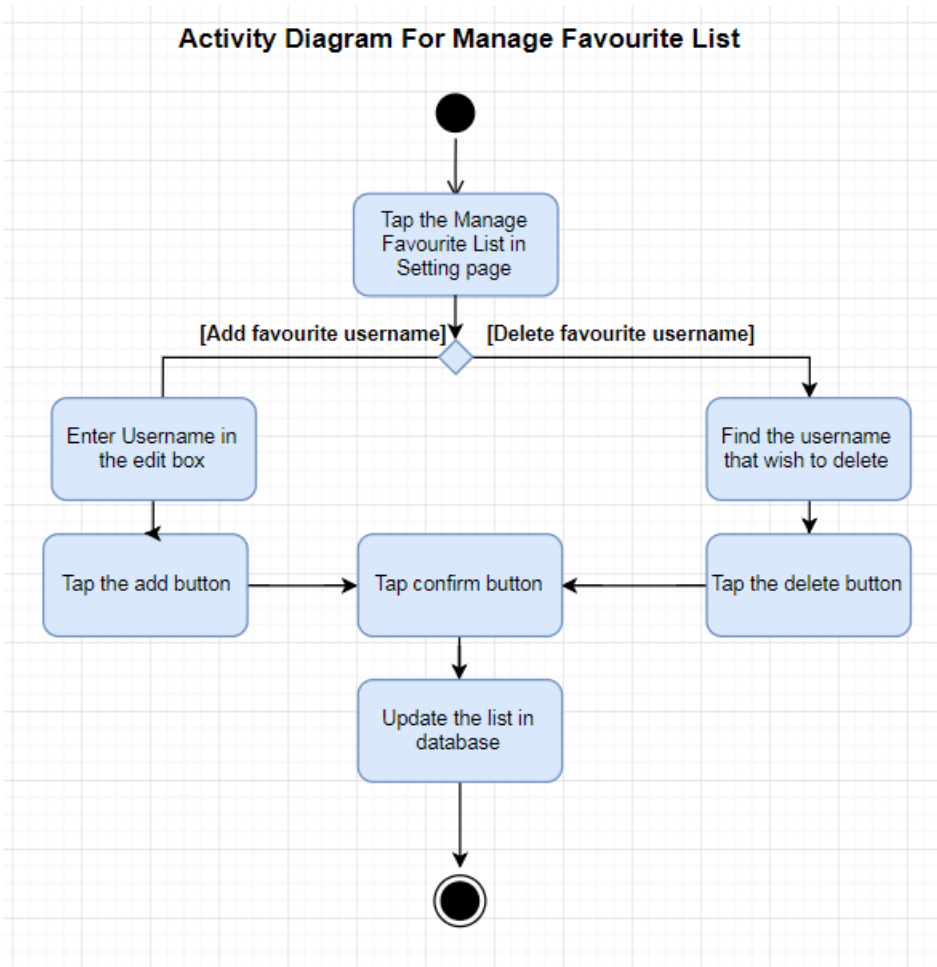 Activity Diagram For Manage Favourite List
Tap the Manage
Favourite List in
Setting page
[Add favourite username]
[Delete favourite username]
Enter Username in
the edit box
Find the username
that wish to delete
Tap the add button
Tap confirm button
Tap the delete button
Update the list in
database